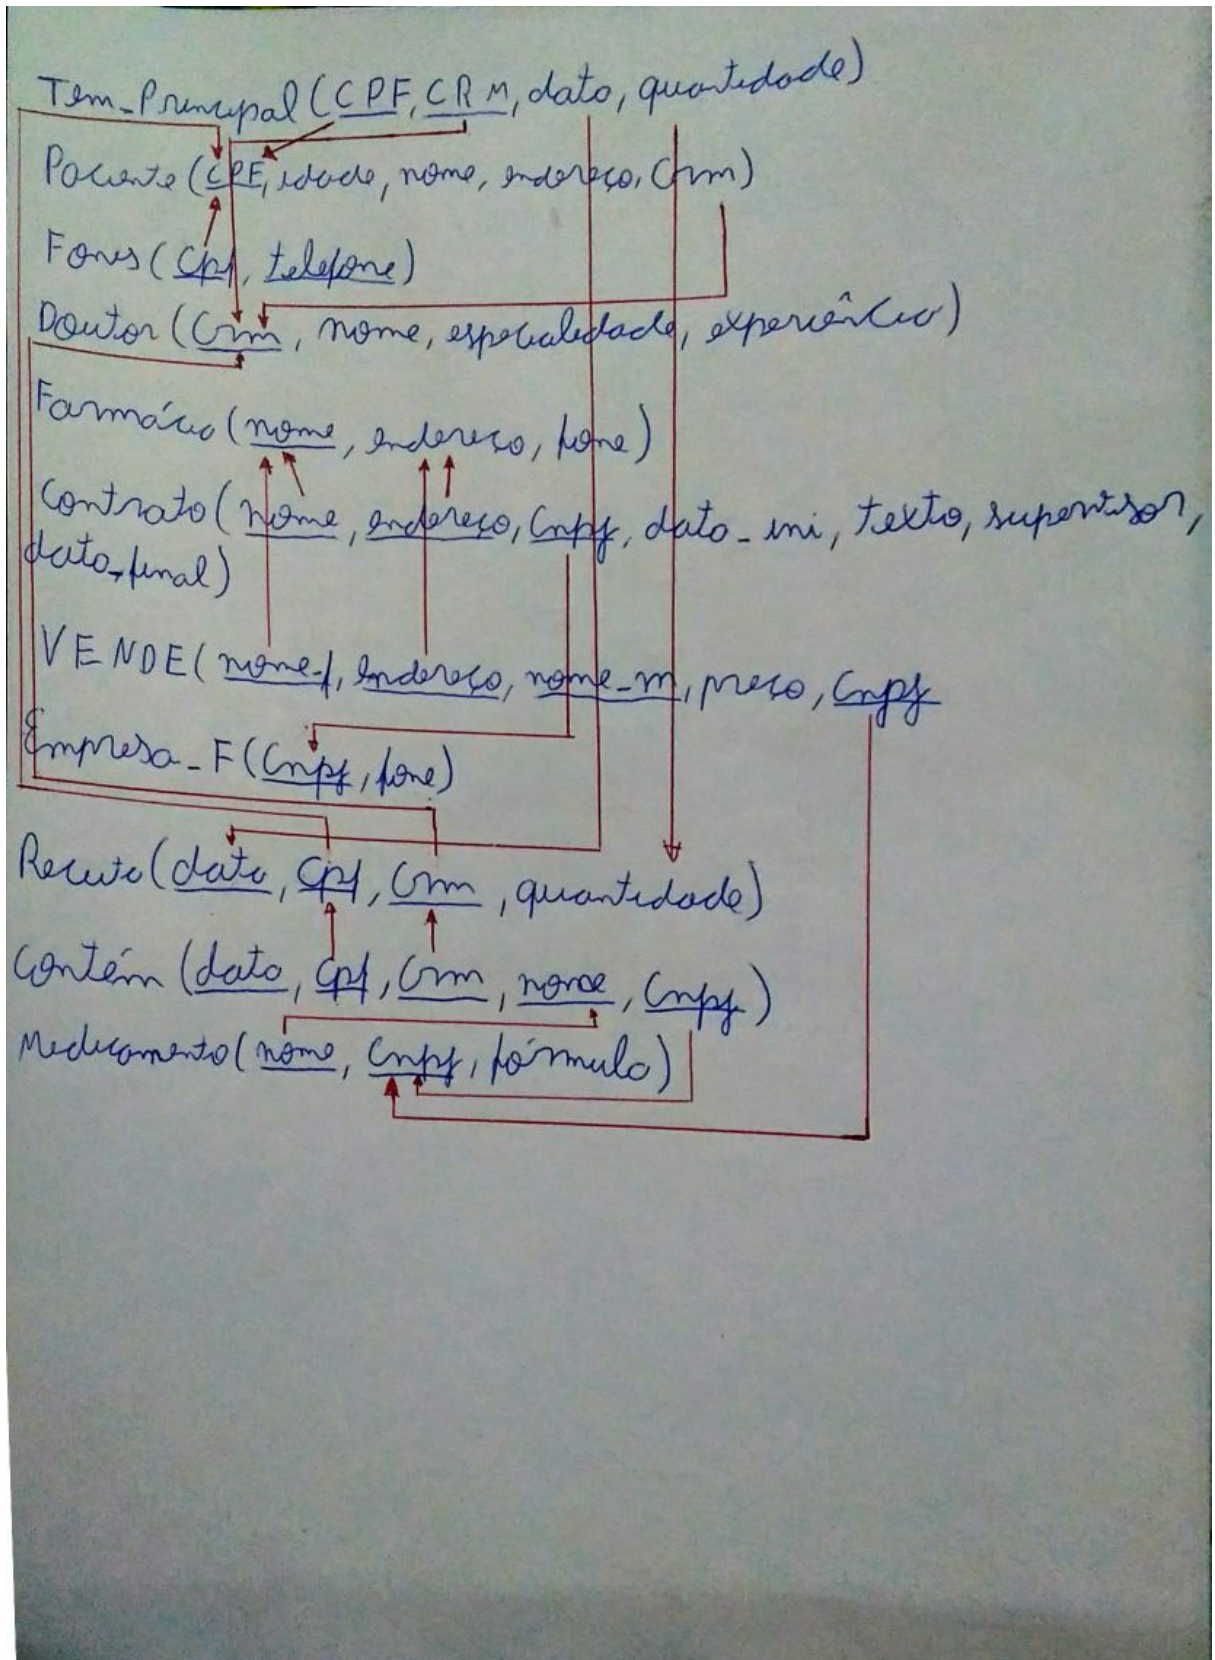 Tem_Principal(CPF, CRM, data, quantidade)
Paciente(CPF, idade, nome, endereço, Crm)
Fones(Cpf, telefone)
Doutor(Crm, nome, especialidade, experiência)
Farmácia(nome, endereço, fone)
Contrato(nome, endereço, Cnpj, data_ini, texto, supervisor,
data_final)
VENDE(nome_f, endereço, nome_m, preço, Cnpj
Empresa_F(Cnpj, fone)
Receita(data, Cpf, Crm, quantidade)
Contém(data, Cpf, Crm, nome, Cnpj)
Medicamento(nome, Cnpj, fórmula)